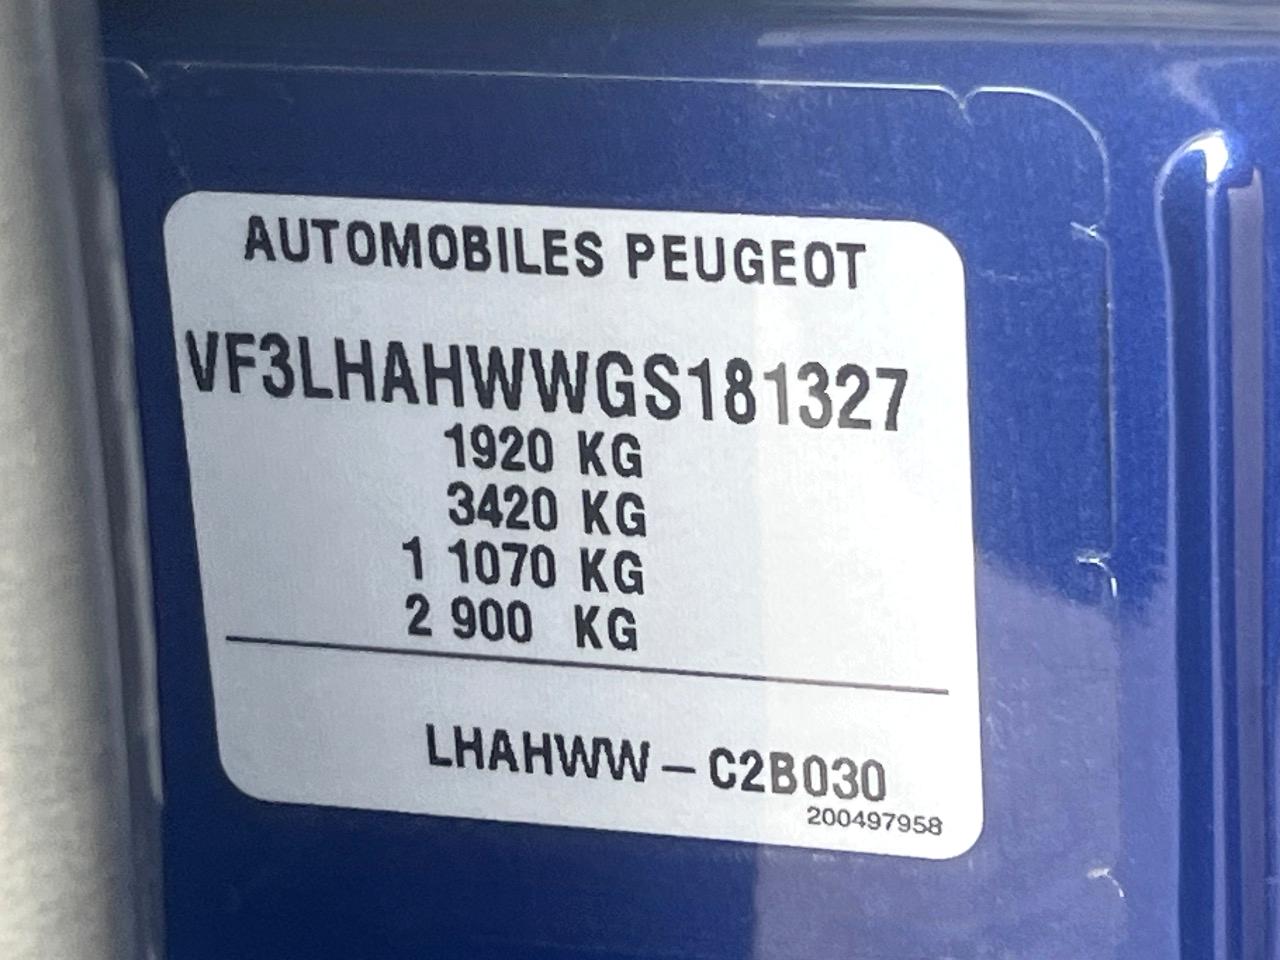 AUTOMOBILES PEUGEOT
VF3LHAHWWGS181327
1920 KG
3420 KG
1 1070 KG
2 900 KG
LHAHWW – C2B030
200497958